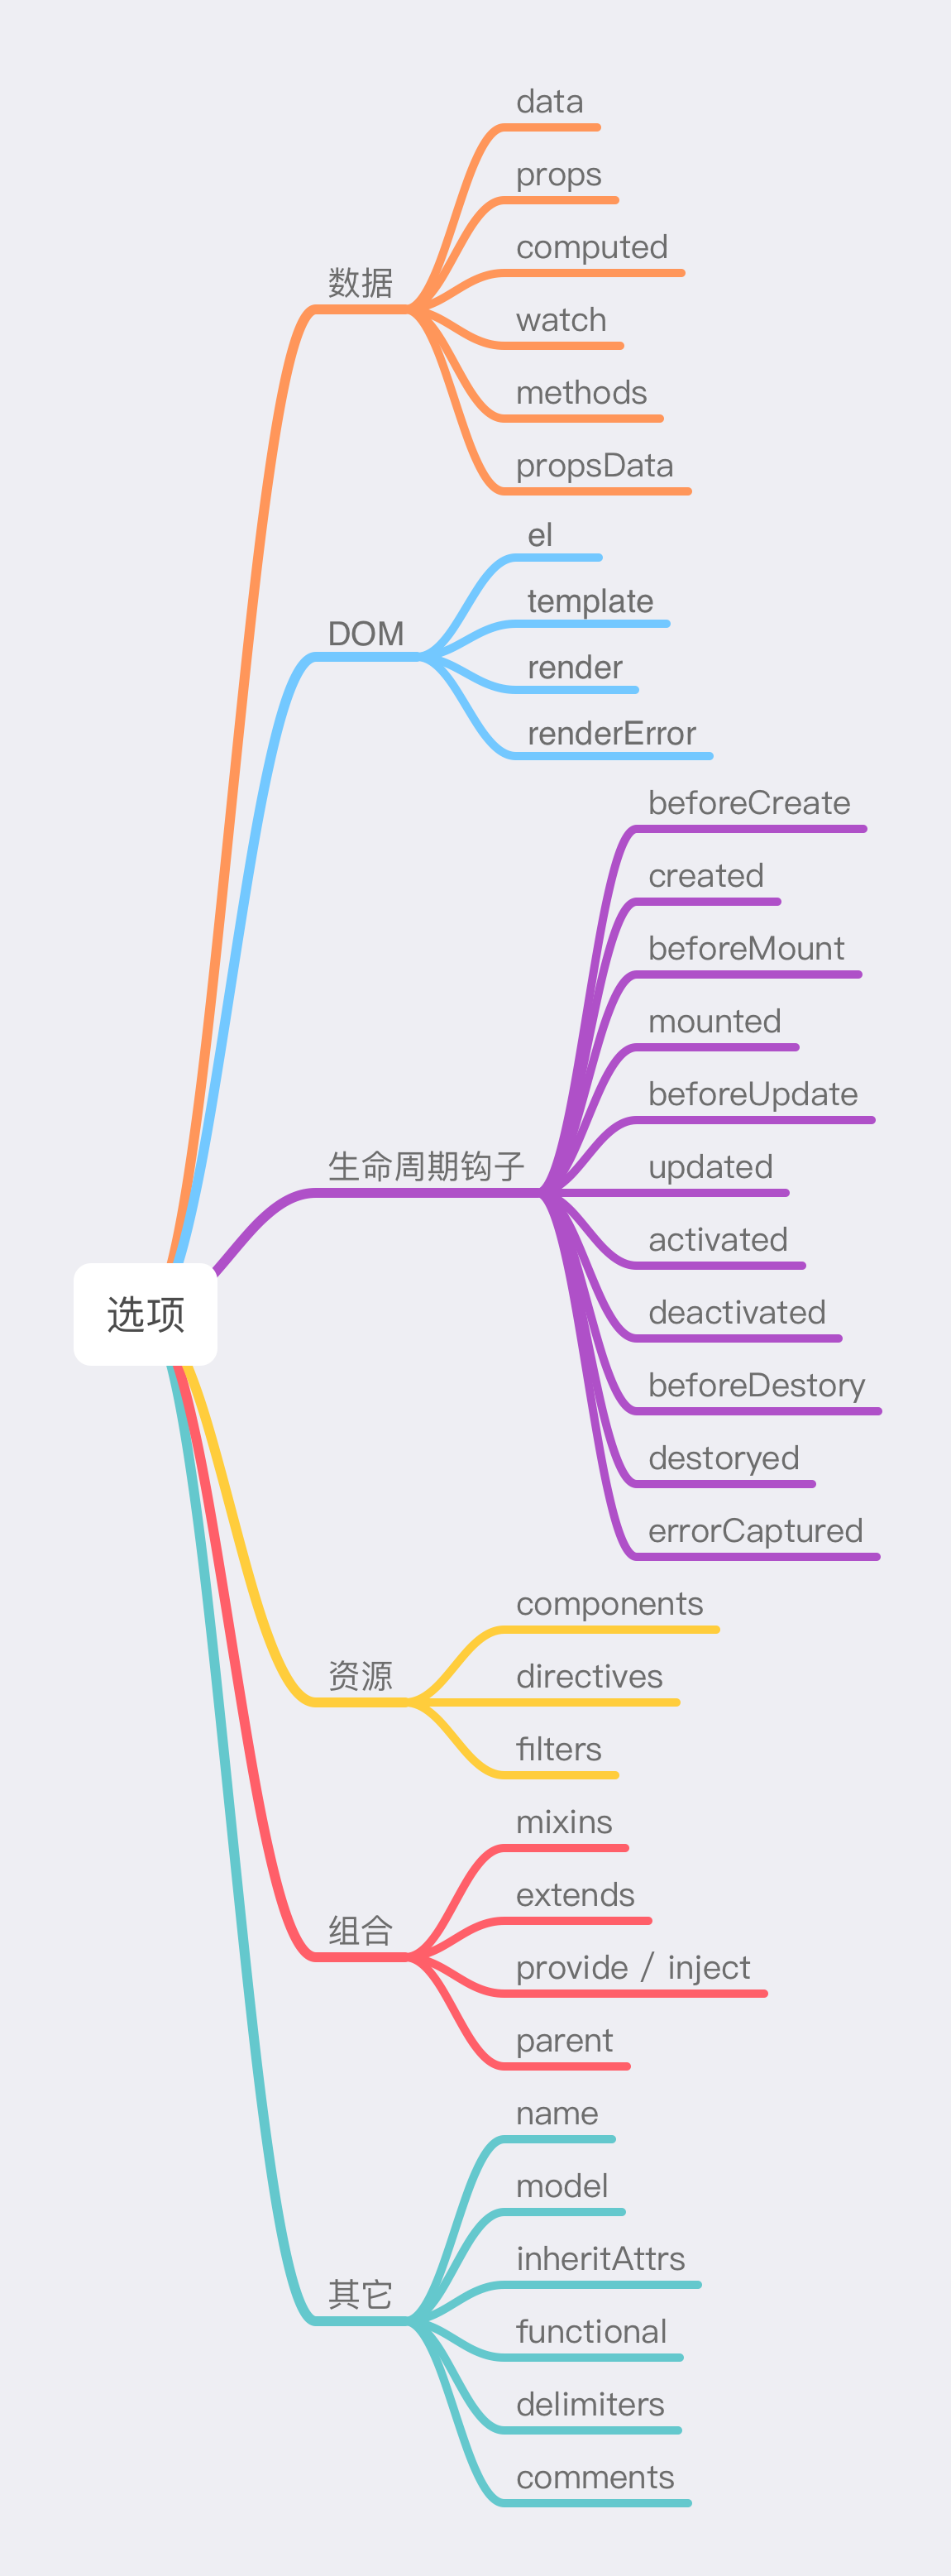 选项
数据
data
props
computed
watch
methods
propsData
DOM
el
template
render
renderError
生命周期钩子
beforeCreate
created
beforeMount
mounted
beforeUpdate
updated
activated
deactivated
beforeDestory
destoryed
errorCaptured
资源
components
directives
filters
组合
mixins
extends
provide / inject
parent
其它
name
model
inheritAttrs
functional
delimiters
comments